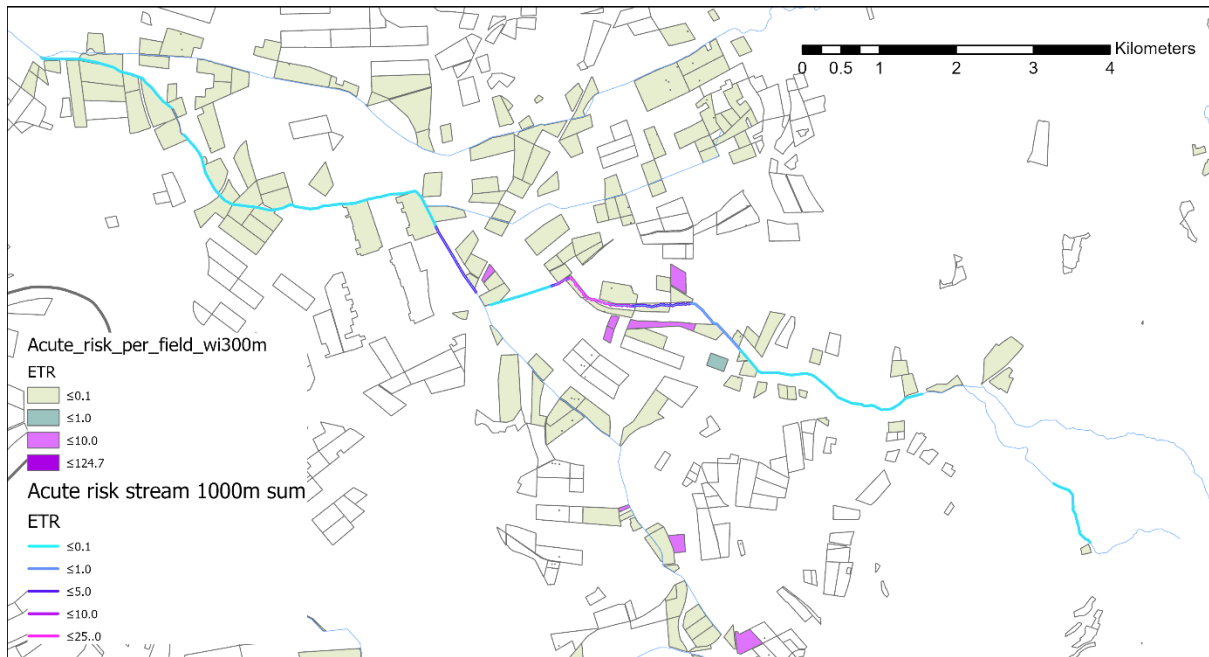 Kilometers
0 0.5 1 2 3 4
Acute_risk_per_field_wi300m
ETR
≤0.1
≤1.0
≤10.0
≤124.7
Acute risk stream 1000m sum
ETR
≤0.1
≤1.0
≤5.0
≤10.0
≤25.0